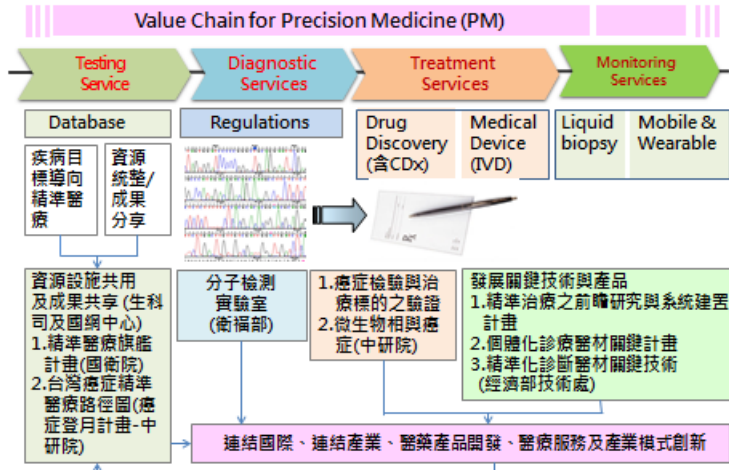 Value Chain for Precision Medicine (PM)
Testing
Service
Diagnostic
Services
Treatment
Services
Monitoring
Services
Database
Regulations
Drug
Discovery
(含CDx)
Medical
Device
(IVD)
Liquid
biopsy
Mobile &
Wearable
疾病目
標導向
精準醫
療
資源
統整/
成果
分享
資源設施共用
及成果共享(生科
司及國網中心)
1.精準醫療旗艦
計畫(國衛院)
2.台灣癌症精準
醫療路徑圖(癌
症登月計畫-中
研院)
分子檢測
實驗室
(衛福部)
1.癌症檢驗與治
療標的之驗證
2.微生物相與癌
症(中研院)
發展關鍵技術與產品
1.精準治療之前瞻研究與系統建置
計畫
2.個體化診療醫材關鍵計畫
3.精準化診斷醫材關鍵技術
(經濟部技術處)
連結國際、連結產業、醫藥產品開發、醫療服務及產業模式創新